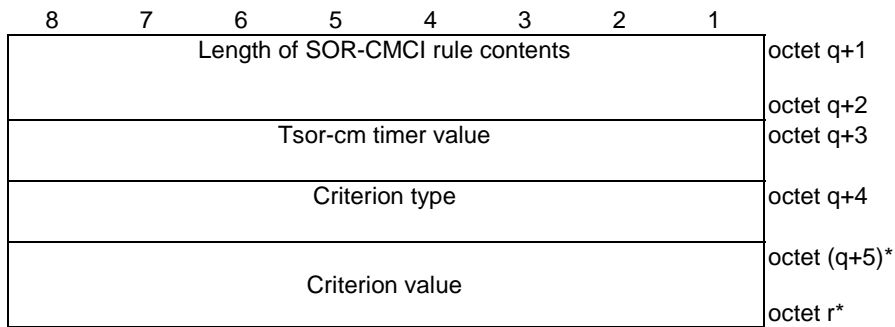 8 7 6 5 4 3 2 1
Length of SOR-CMCI rule contents octet q+1
octet q+2
Tsor-cm timer value octet q+3
Criterion type octet q+4
octet (q+5)*
Criterion value
octet r*